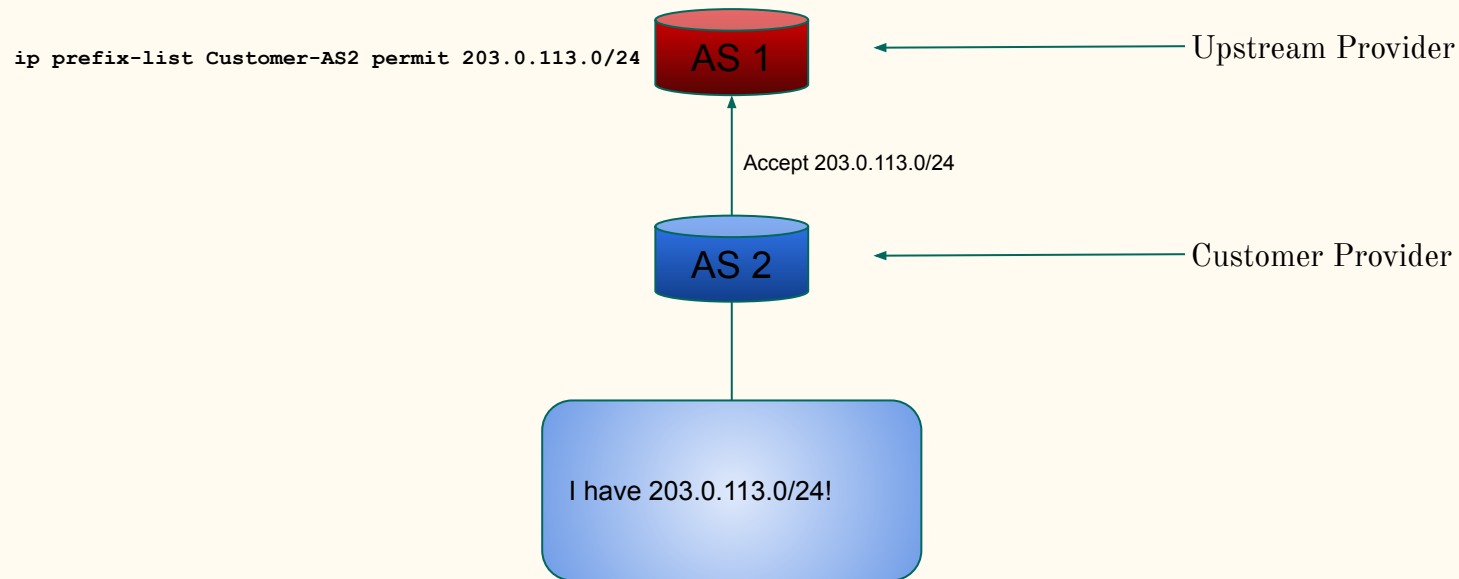 ip prefix-list Customer-AS2 permit 203.0.113.0/24
AS 1
Upstream Provider
Accept 203.0.113.0/24
AS 2
Customer Provider
I have 203.0.113.0/24!